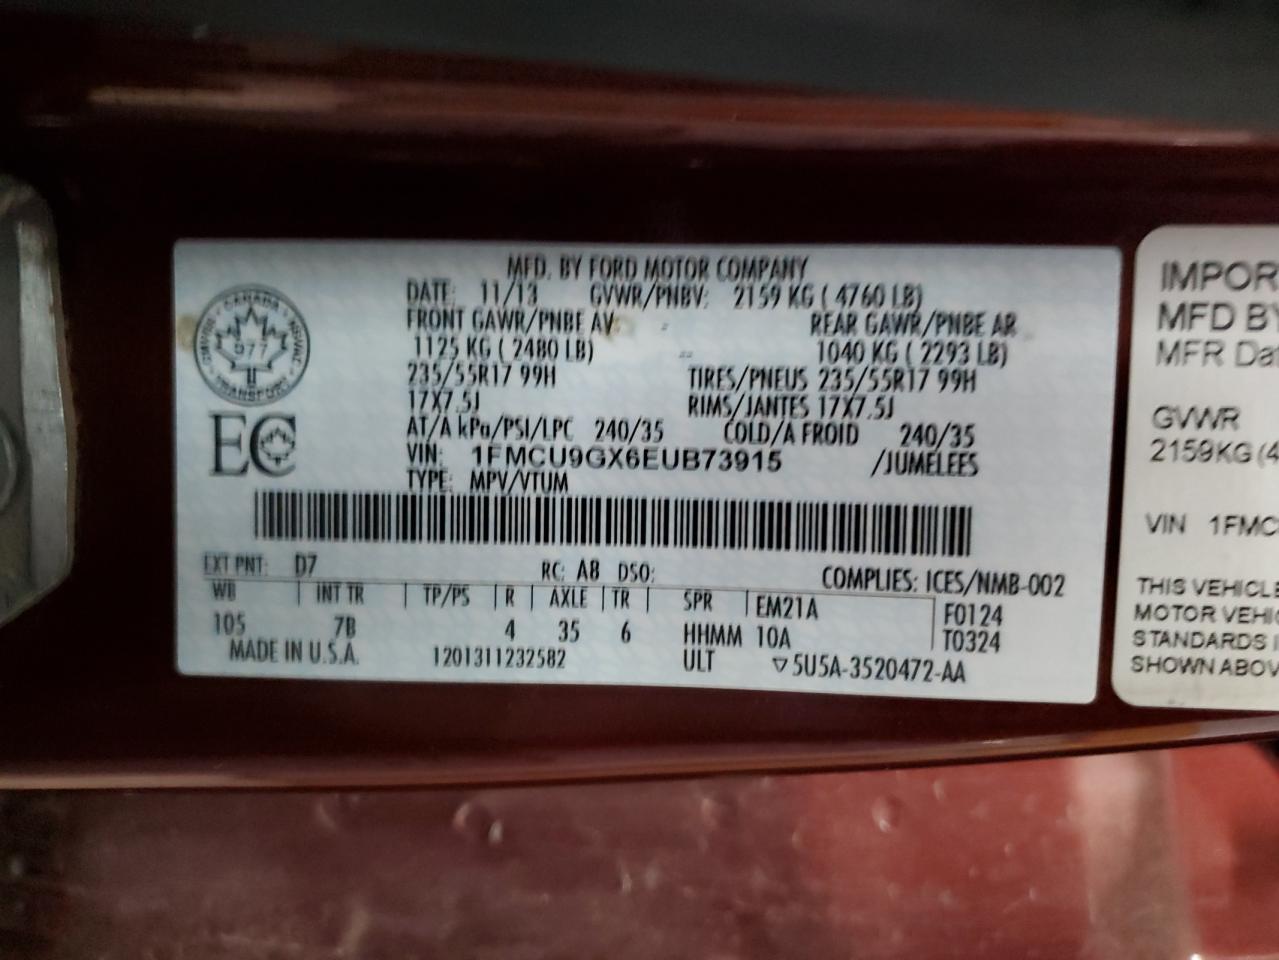 MFD. BY FORD MOTOR COMPANY
DATE: 11/13 GVWR/PNBV: 2159 KG ( 4760 LB)
FRONT GAWR/PNBE AV REAR GAWR/PNBE AR
1125 KG ( 2480 LB) 1040 KG ( 2293 LB)
235/55R17 99H TIRES/PNEUS 235/55R17 99H
17X7.5J RIMS/JANTES 17X7.5J
AT/A kPa/PSI/LPC 240/35 COLD/A FROID 240/35
VIN: 1FMCU9GX6EUB73915 /JUMELEES
TYPE: MPV/VTUM
CANADA
077
TRANSPORT
EC
EXT PNT: D7 RC: A8 DSO:
COMPLIES: ICES/NMB-002
WB INT TR TP/PS R AXLE TR SPR EM21A F0124
105 7B 4 35 6 HHMM 10A T0324
MADE IN U.S.A. 1201311232582 ULT ▽5U5A-3520472-AA
IMPOR
MFD BY
MFR Da
GVWR
2159KG (4
VIN 1FMC
THIS VEHICLE
MOTOR VEHI
STANDARDS
SHOWN ABOV